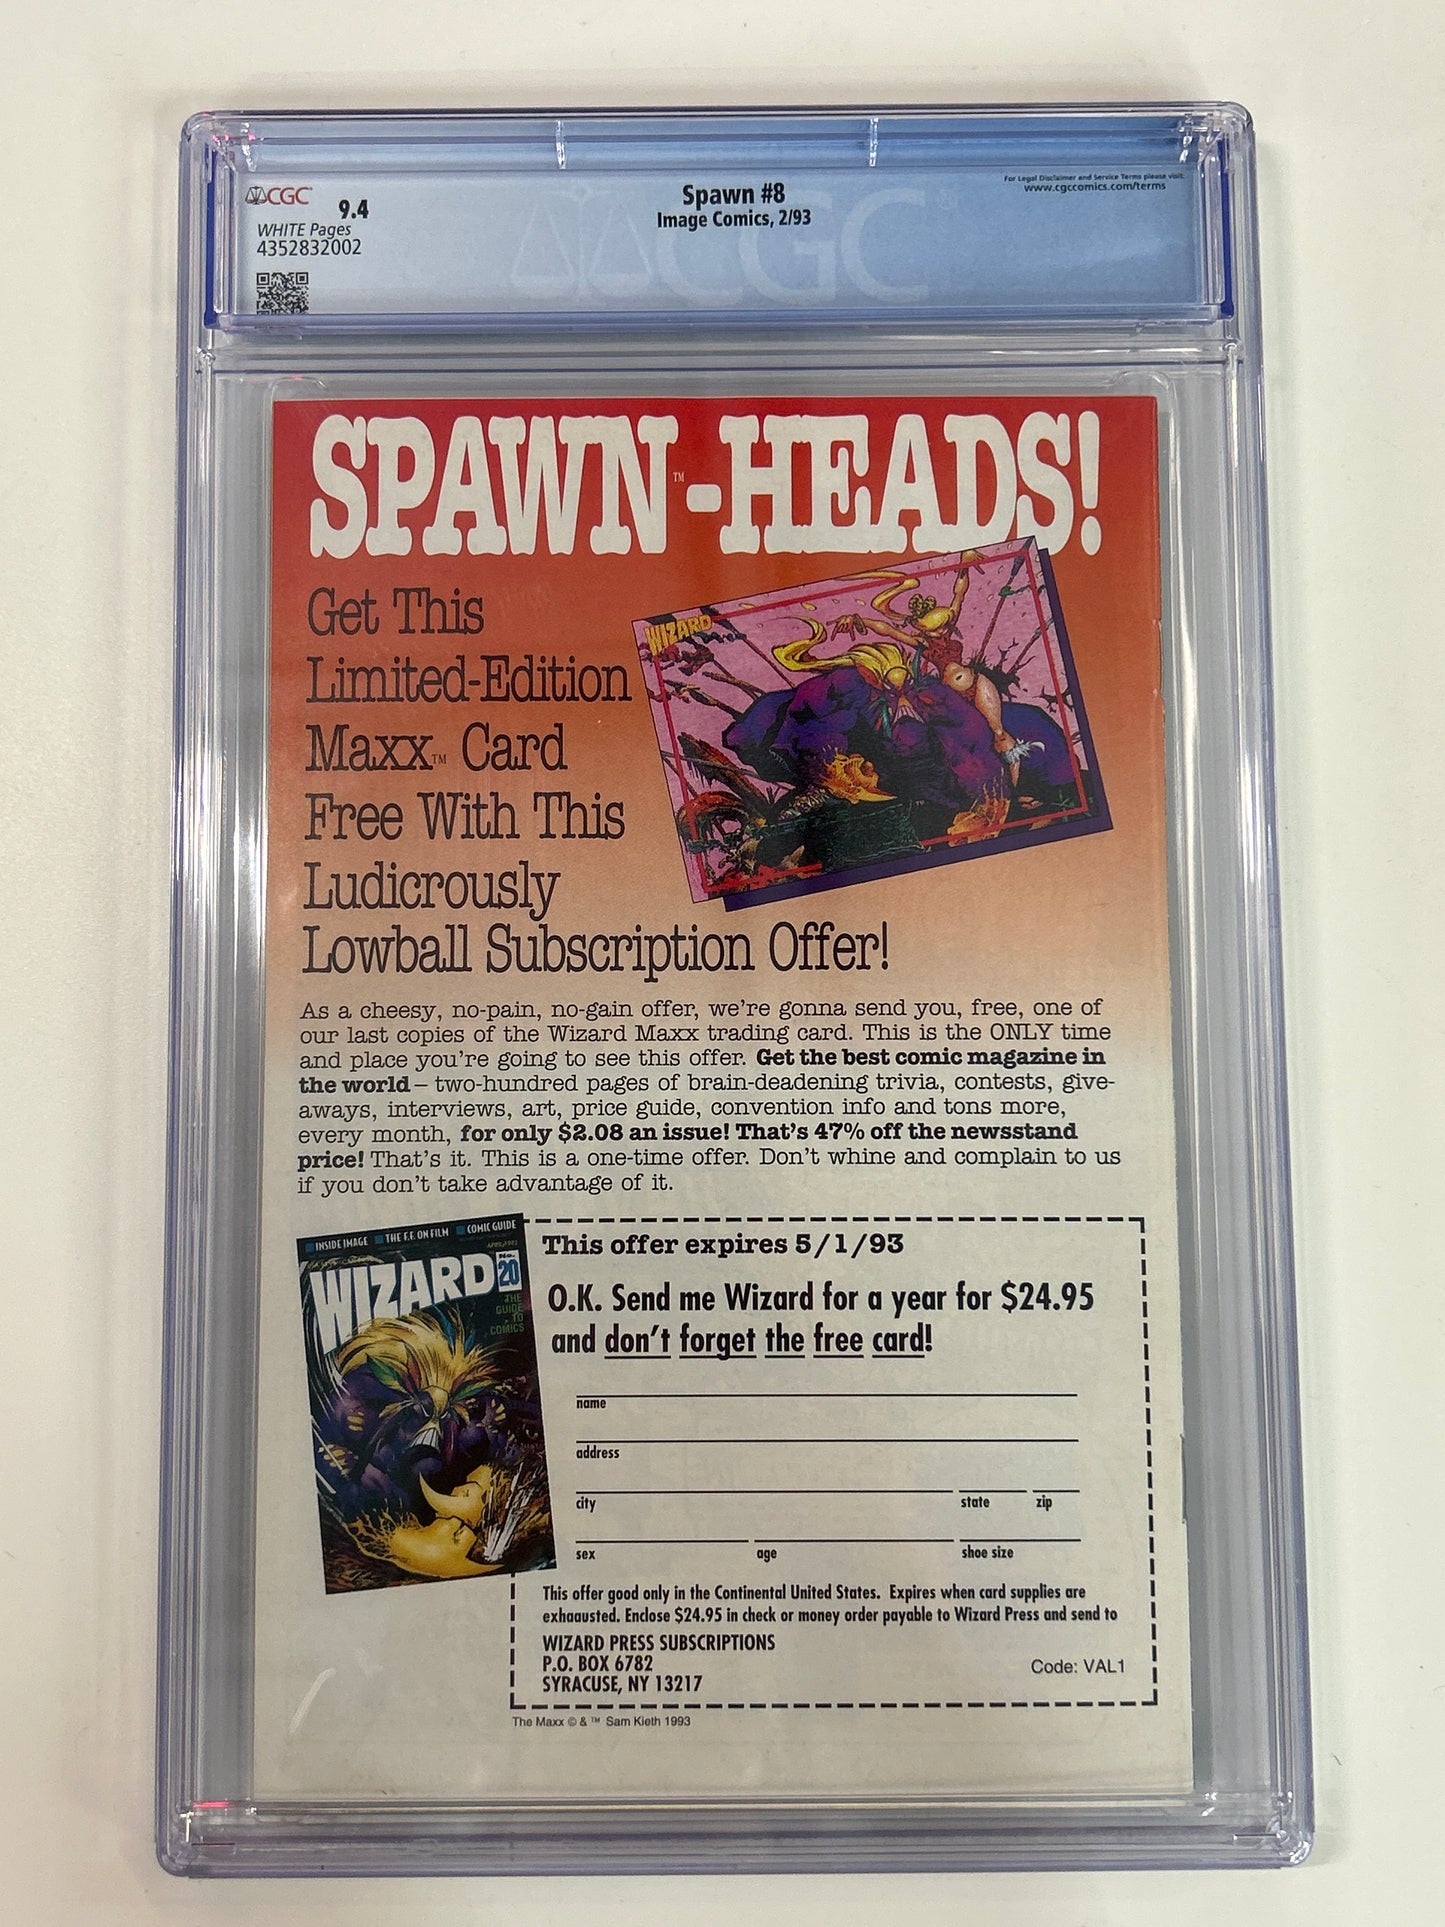 CGC
9.4
WHITE Pages
4352832002
Spawn #8
Image Comics, 2/93
For Legal Disclaimer and Service Terms please visit:
www.cgccomics.com/terms
CGC
SPAWN™-HEADS!
Get This
Limited-Edition
Maxx™ Card
Free With This
Ludicrously
Lowball Subscription Offer!
WIZARD
As a cheesy, no-pain, no-gain offer, we're gonna send you, free, one of
our last copies of the Wizard Maxx trading card. This is the ONLY time
and place you're going to see this offer. Get the best comic magazine in
the world – two-hundred pages of brain-deadening trivia, contests, give-
aways, interviews, art, price guide, convention info and tons more,
every month, for only $2.08 an issue! That's 47% off the newsstand
price! That's it. This is a one-time offer. Don't whine and complain to us
if you don't take advantage of it.
INSIDE IMAGE THE F.F. ON FILM COMIC GUIDE
WIZARD
No.
20
THE
GUIDE
TO
COMICS
This offer expires 5/1/93
O.K. Send me Wizard for a year for $24.95
and don't forget the free card!
name
address
city state zip
sex age shoe size
This offer good only in the Continental United States. Expires when card supplies are
exhaausted. Enclose $24.95 in check or money order payable to Wizard Press and send to
WIZARD PRESS SUBSCRIPTIONS
P.O. BOX 6782
SYRACUSE, NY 13217
Code: VAL1
The Maxx © & ™ Sam Kieth 1993